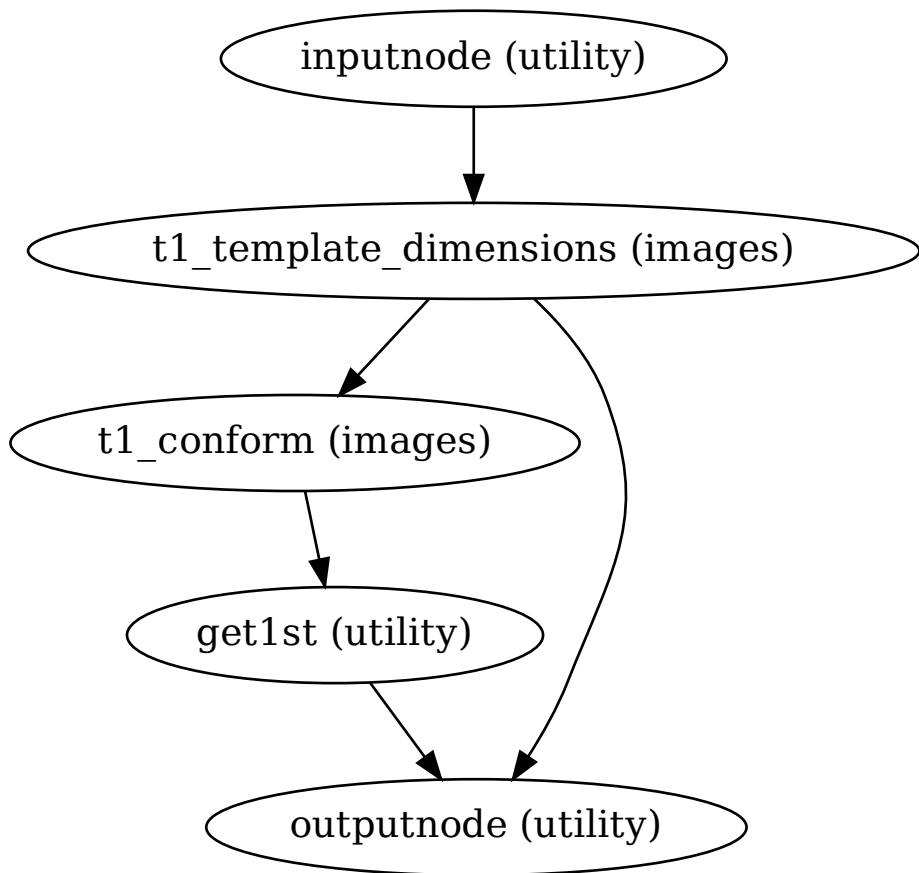 inputnode (utility)
t1_template_dimensions (images)
t1_conform (images)
get1st (utility)
outputnode (utility)